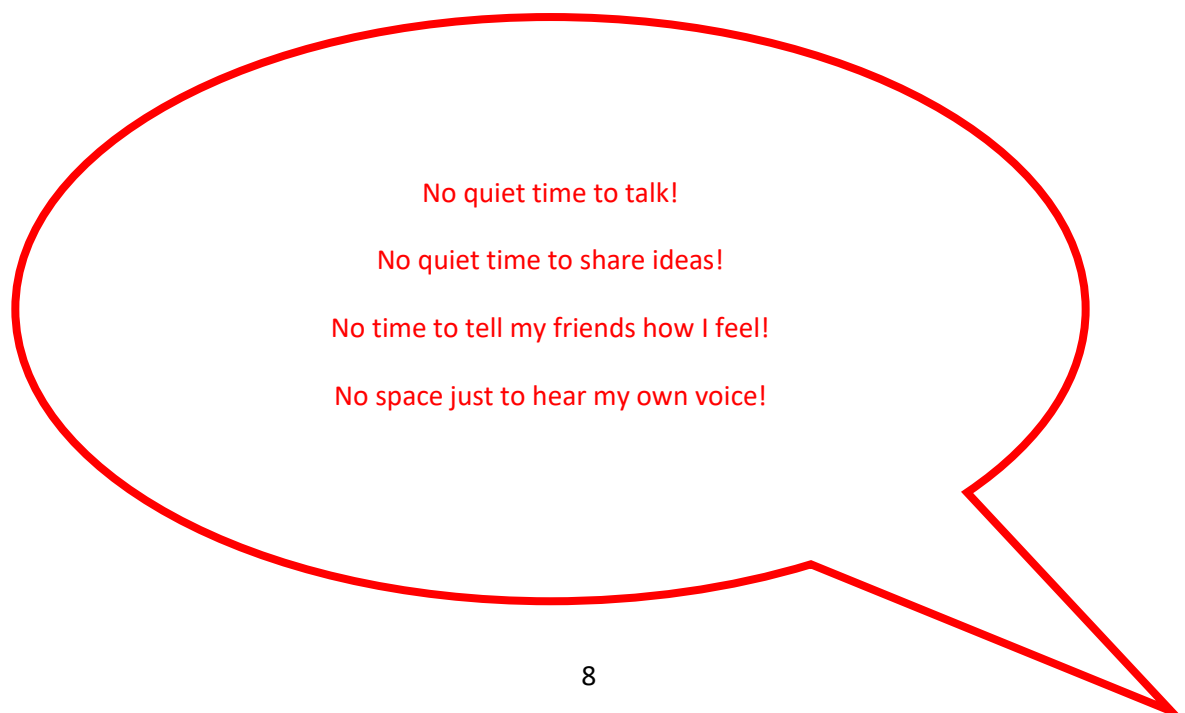 No quiet time to talk!
No quiet time to share ideas!
No time to tell my friends how I feel!
No space just to hear my own voice!
8